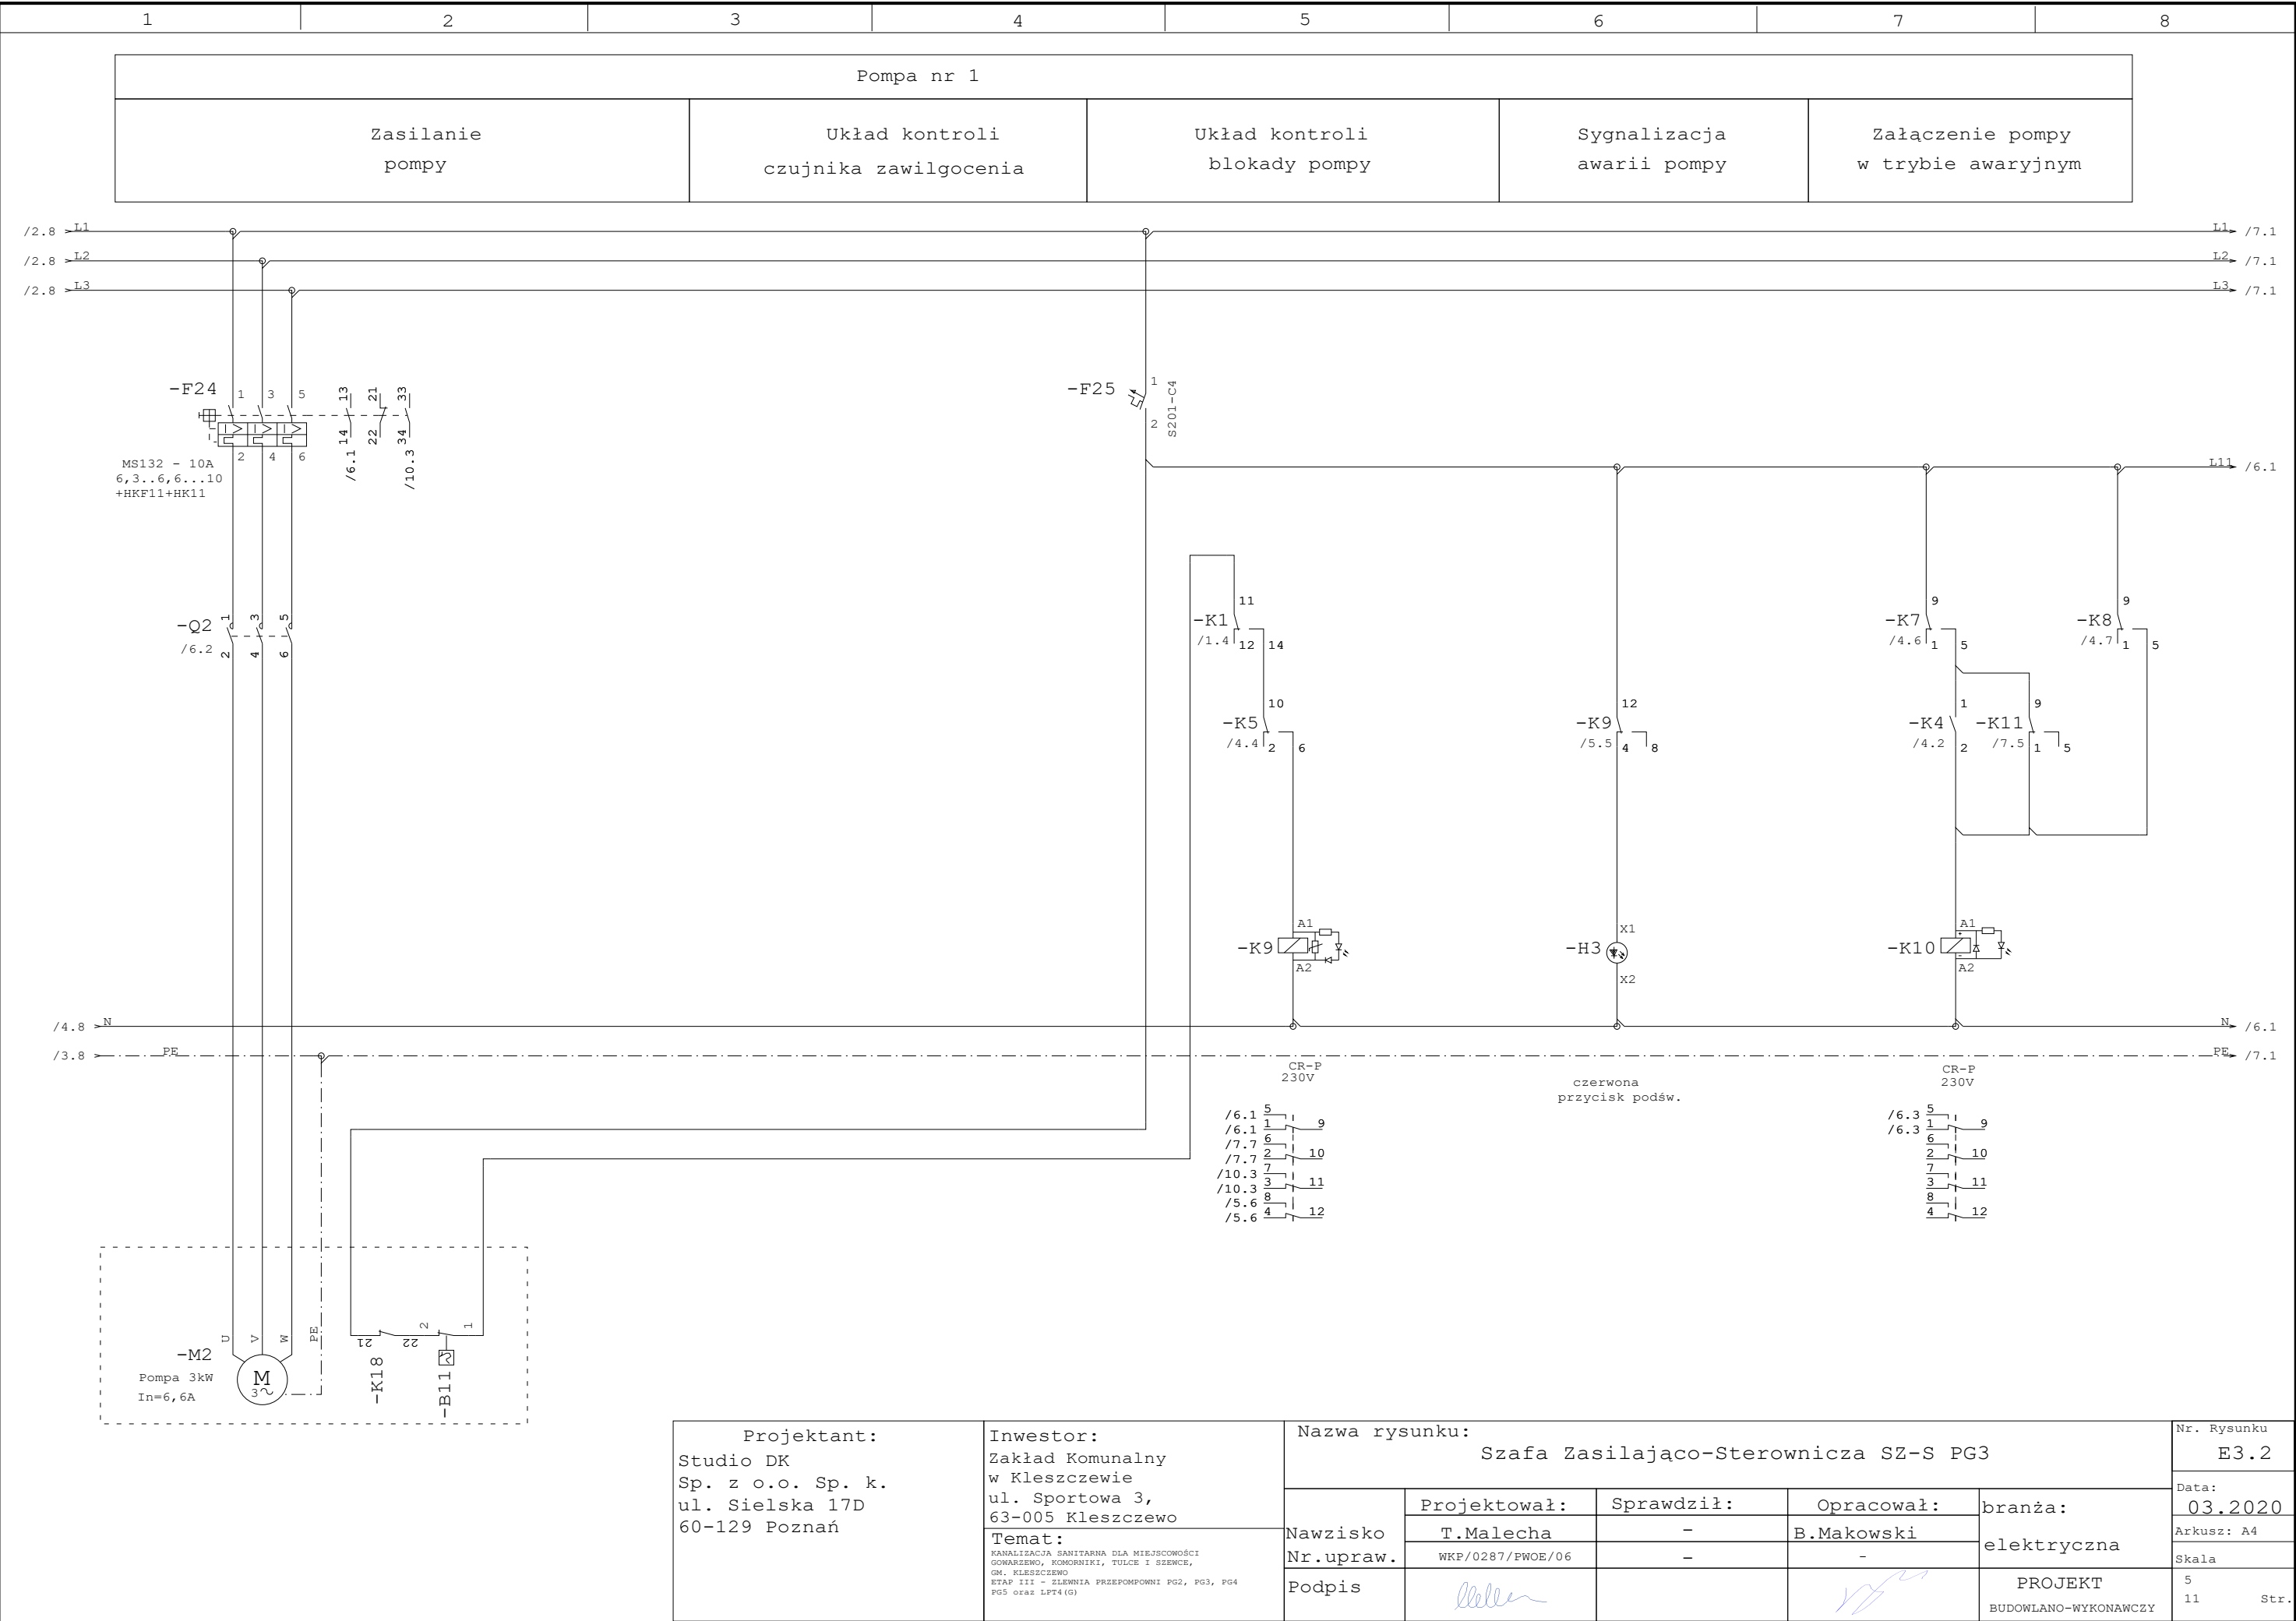 1 2 3 4 5 6 7 8
Pompa nr 1
Zasilanie
pompy
Układ kontroli
czujnika zawilgocenia
Układ kontroli
blokady pompy
Sygnalizacja
awarii pompy
Załączenie pompy
w trybie awaryjnym
/2.8 L1 L1 /7.1
/2.8 L2 L2 /7.1
/2.8 L3 L3 /7.1
-F24 1 3 5 13 21 33
2 4 6 14 22 34
/6.1 /10.3
MS132 - 10A
6,3..6,6...10
+HKF11+HK11
-F25 1
2
S201-C4
L11 /6.1
-Q2 1 3 5
/6.2 2 4 6
11
-K1
/1.4 12 14
10
-K5
/4.4 2 6
12
-K9
/5.5 4 8
9
-K7
/4.6 1 5
9
-K8
/4.7 1 5
1
-K4
/4.2 2
9
-K11
/7.5 1 5
A1
-K9
A2
X1
-H3
X2
A1
+
-K10
-
A2
/4.8 N N /6.1
/3.8 PE PE /7.1
CR-P
230V
czerwona
przycisk podśw.
CR-P
230V
/6.1 5
/6.1 1 9
/7.7 6
/7.7 2 10
/10.3 7
/10.3 3 11
/5.6 8
/5.6 4 12
/6.3 5
/6.3 1 9
6
2 10
7
3 11
8
4 12
U V W PE
-M2
Pompa 3kW
In=6,6A
M
3
21 22
-K18
2 1
-B11
Projektant:
Studio DK
Sp. z o.o. Sp. k.
ul. Sielska 17D
60-129 Poznań
Inwestor:
Zakład Komunalny
w Kleszczewie
ul. Sportowa 3,
63-005 Kleszczewo
Temat:
KANALIZACJA SANITARNA DLA MIEJSCOWOŚCI
GOWARZEWO, KOMORNIKI, TULCE I SZEWCE,
GM. KLESZCZEWO
ETAP III - ZLEWNIA PRZEPOMPOWNI PG2, PG3, PG4
PG5 oraz LPT4(G)
Nazwa rysunku:
Szafa Zasilająco-Sterownicza SZ-S PG3
Projektował: Sprawdził: Opracował: branża:
Nawzisko T.Malecha - B.Makowski
elektryczna
Nr.upraw. WKP/0287/PWOE/06 - -
Podpis
PROJEKT
BUDOWLANO-WYKONAWCZY
Nr. Rysunku
E3.2
Data:
03.2020
Arkusz: A4
Skala
5
11 Str.